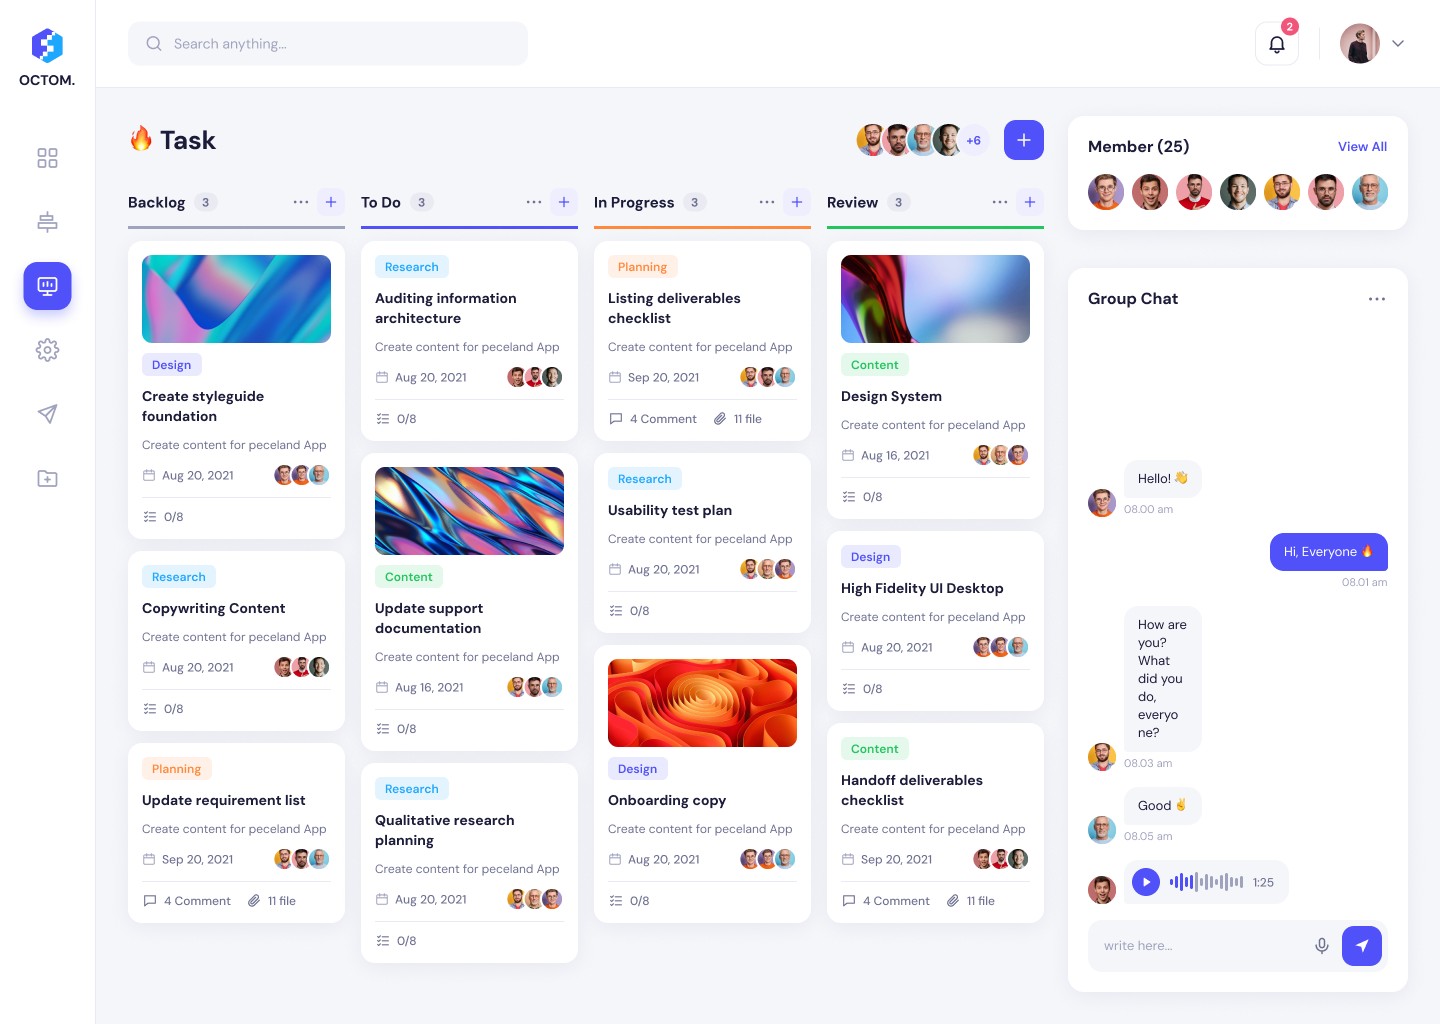 OCTOM.
Search anything...
2
🔥 Task
+6
Backlog 3
Design
Create styleguide
foundation
Create content for peceland App
Aug 20, 2021
0/8
Research
Copywriting Content
Create content for peceland App
Aug 20, 2021
0/8
Planning
Update requirement list
Create content for peceland App
Sep 20, 2021
4 Comment 11 file
To Do 3
Research
Auditing information
architecture
Create content for peceland App
Aug 20, 2021
0/8
Content
Update support
documentation
Create content for peceland App
Aug 16, 2021
0/8
Research
Qualitative research
planning
Create content for peceland App
Aug 20, 2021
0/8
In Progress 3
Planning
Listing deliverables
checklist
Create content for peceland App
Sep 20, 2021
4 Comment 11 file
Research
Usability test plan
Create content for peceland App
Aug 20, 2021
0/8
Design
Onboarding copy
Create content for peceland App
Aug 20, 2021
0/8
Review 3
Content
Design System
Create content for peceland App
Aug 16, 2021
0/8
Design
High Fidelity UI Desktop
Create content for peceland App
Aug 20, 2021
0/8
Content
Handoff deliverables
checklist
Create content for peceland App
Sep 20, 2021
4 Comment 11 file
Member (25) View All
Group Chat
Hello! 👋
08.00 am
Hi, Everyone 🔥
08.01 am
How are
you?
What
did you
do,
everyo
ne?
08.03 am
Good ✌️
08.05 am
1:25
write here...